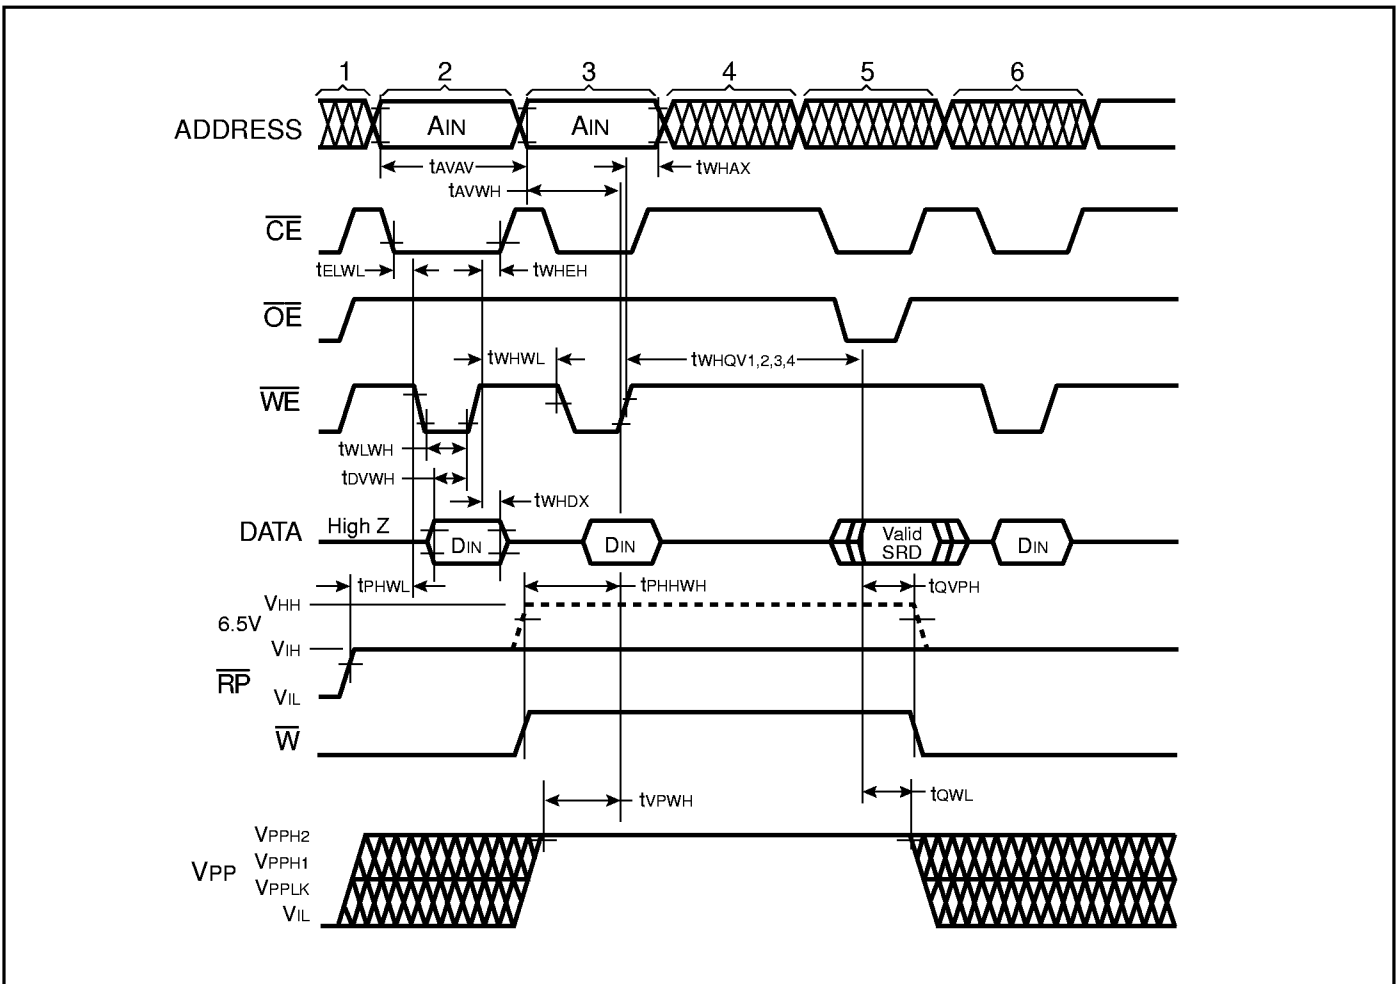 1 2 3 4 5 6
ADDRESS AIN AIN
tAVAV tWHAX
tAVWH
CE
tELWL tWHEH
OE
tWHWL tWHQV1,2,3,4
WE
tWLWH
tDVWH
tWHDX
DATA High Z DIN DIN Valid SRD DIN
tPHWL tPHHWH tQVPH
VHH
6.5V
VIH
RP
VIL
W
tVPWH tQWL
VPPH2
VPP VPPH1
VPPLK
VIL